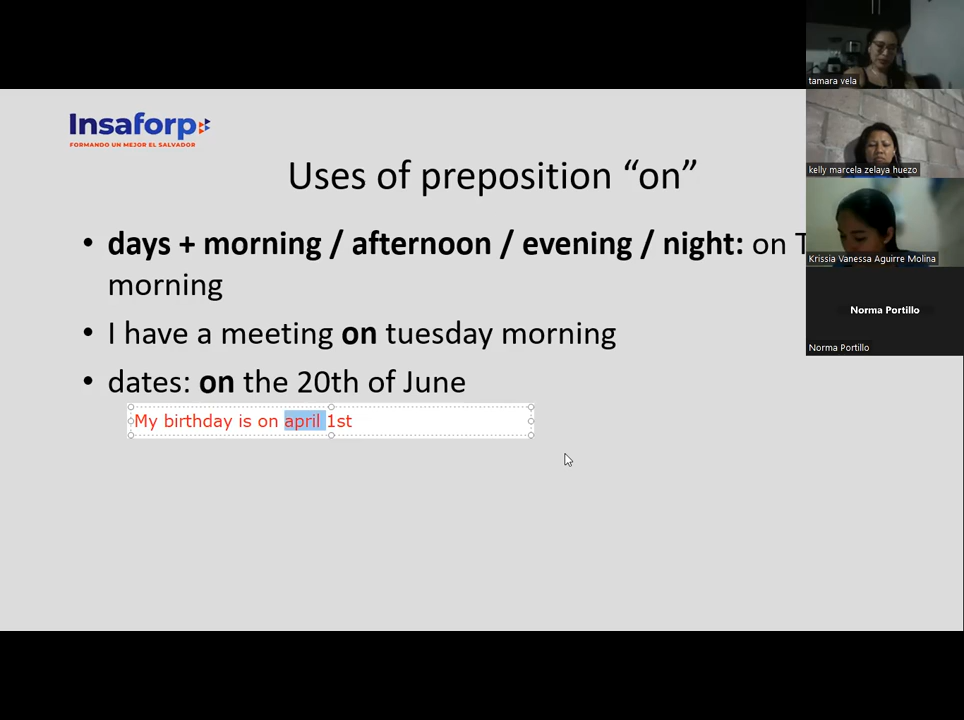 Insaforp
FORMANDO UN MEJOR EL SALVADOR
Uses of preposition “on”
• days + morning / afternoon / evening / night: on T
morning
• I have a meeting on tuesday morning
• dates: on the 20th of June
My birthday is on april 1st
tamara vela
kelly marcela zelaya huezo
Krissia Vanessa Aguirre Molina
Norma Portillo
Norma Portillo